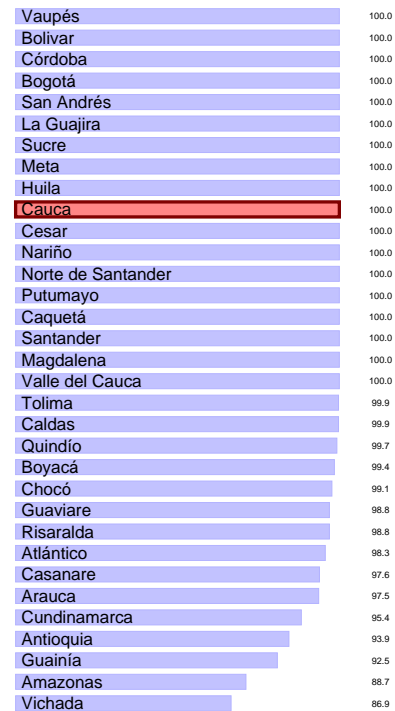 Vaupés 100.0
Bolivar 100.0
Córdoba 100.0
Bogotá 100.0
San Andrés 100.0
La Guajira 100.0
Sucre 100.0
Meta 100.0
Huila 100.0
Cauca 100.0
Cesar 100.0
Nariño 100.0
Norte de Santander 100.0
Putumayo 100.0
Caquetá 100.0
Santander 100.0
Magdalena 100.0
Valle del Cauca 100.0
Tolima 99.9
Caldas 99.9
Quindío 99.7
Boyacá 99.4
Chocó 99.1
Guaviare 98.8
Risaralda 98.8
Atlántico 98.3
Casanare 97.6
Arauca 97.5
Cundinamarca 95.4
Antioquia 93.9
Guainía 92.5
Amazonas 88.7
Vichada 86.9